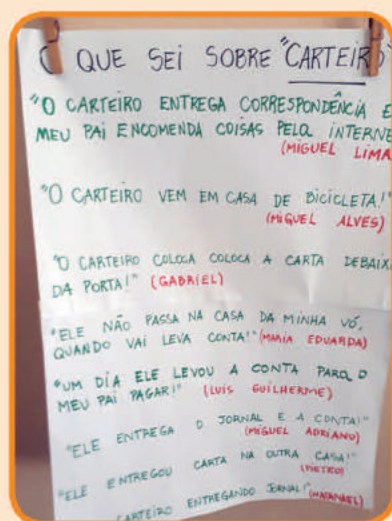 O QUE SEI SOBRE "CARTEIRO"
"O CARTEIRO ENTREGA CORRESPONDÊNCIA E
MEU PAI ENCOMENDA COISAS PELA INTERNE
(MIGUEL LIMA
"O CARTEIRO VEM EM CASA DE BICICLETA!"
(MIGUEL ALVES)
"O CARTEIRO COLOCA COLOCA A CARTA DEBAIX
DA PORTA!" (GABRIEL)
"ELE NÃO PASSA NA CASA DA MINHA VÓ,
QUANDO VAI LEVA CONTA!" (MARIA EDUARDA)
"UM DIA ELE LEVOU A CONTA PARA O
MEU PAI PAGAR!" (LUÍS GUILHERME)
"ELE ENTREGA O JORNAL E A CONTA!"
(MIGUEL ADRIANO)
"ELE ENTREGOU CARTA NA OUTRA CASA!"
(PIETRO)
CARTEIRO ENTREGANDO JORNAL!" (NATANAEL)